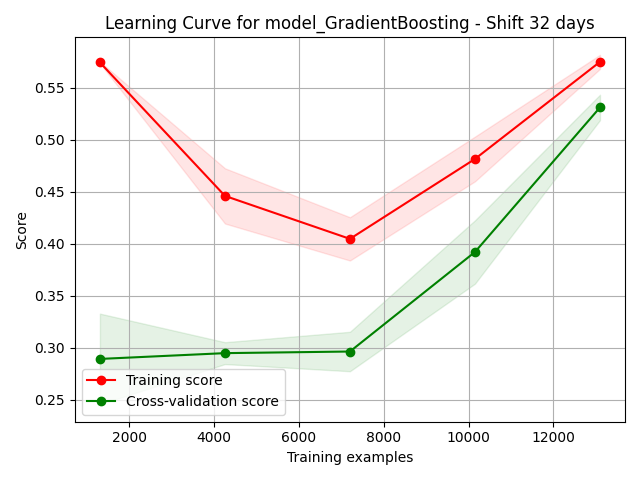 Learning Curve for model_GradientBoosting - Shift 32 days
Score
0.55
0.50
0.45
0.40
0.35
0.30
0.25
Training score
Cross-validation score
2000 4000 6000 8000 10000 12000
Training examples